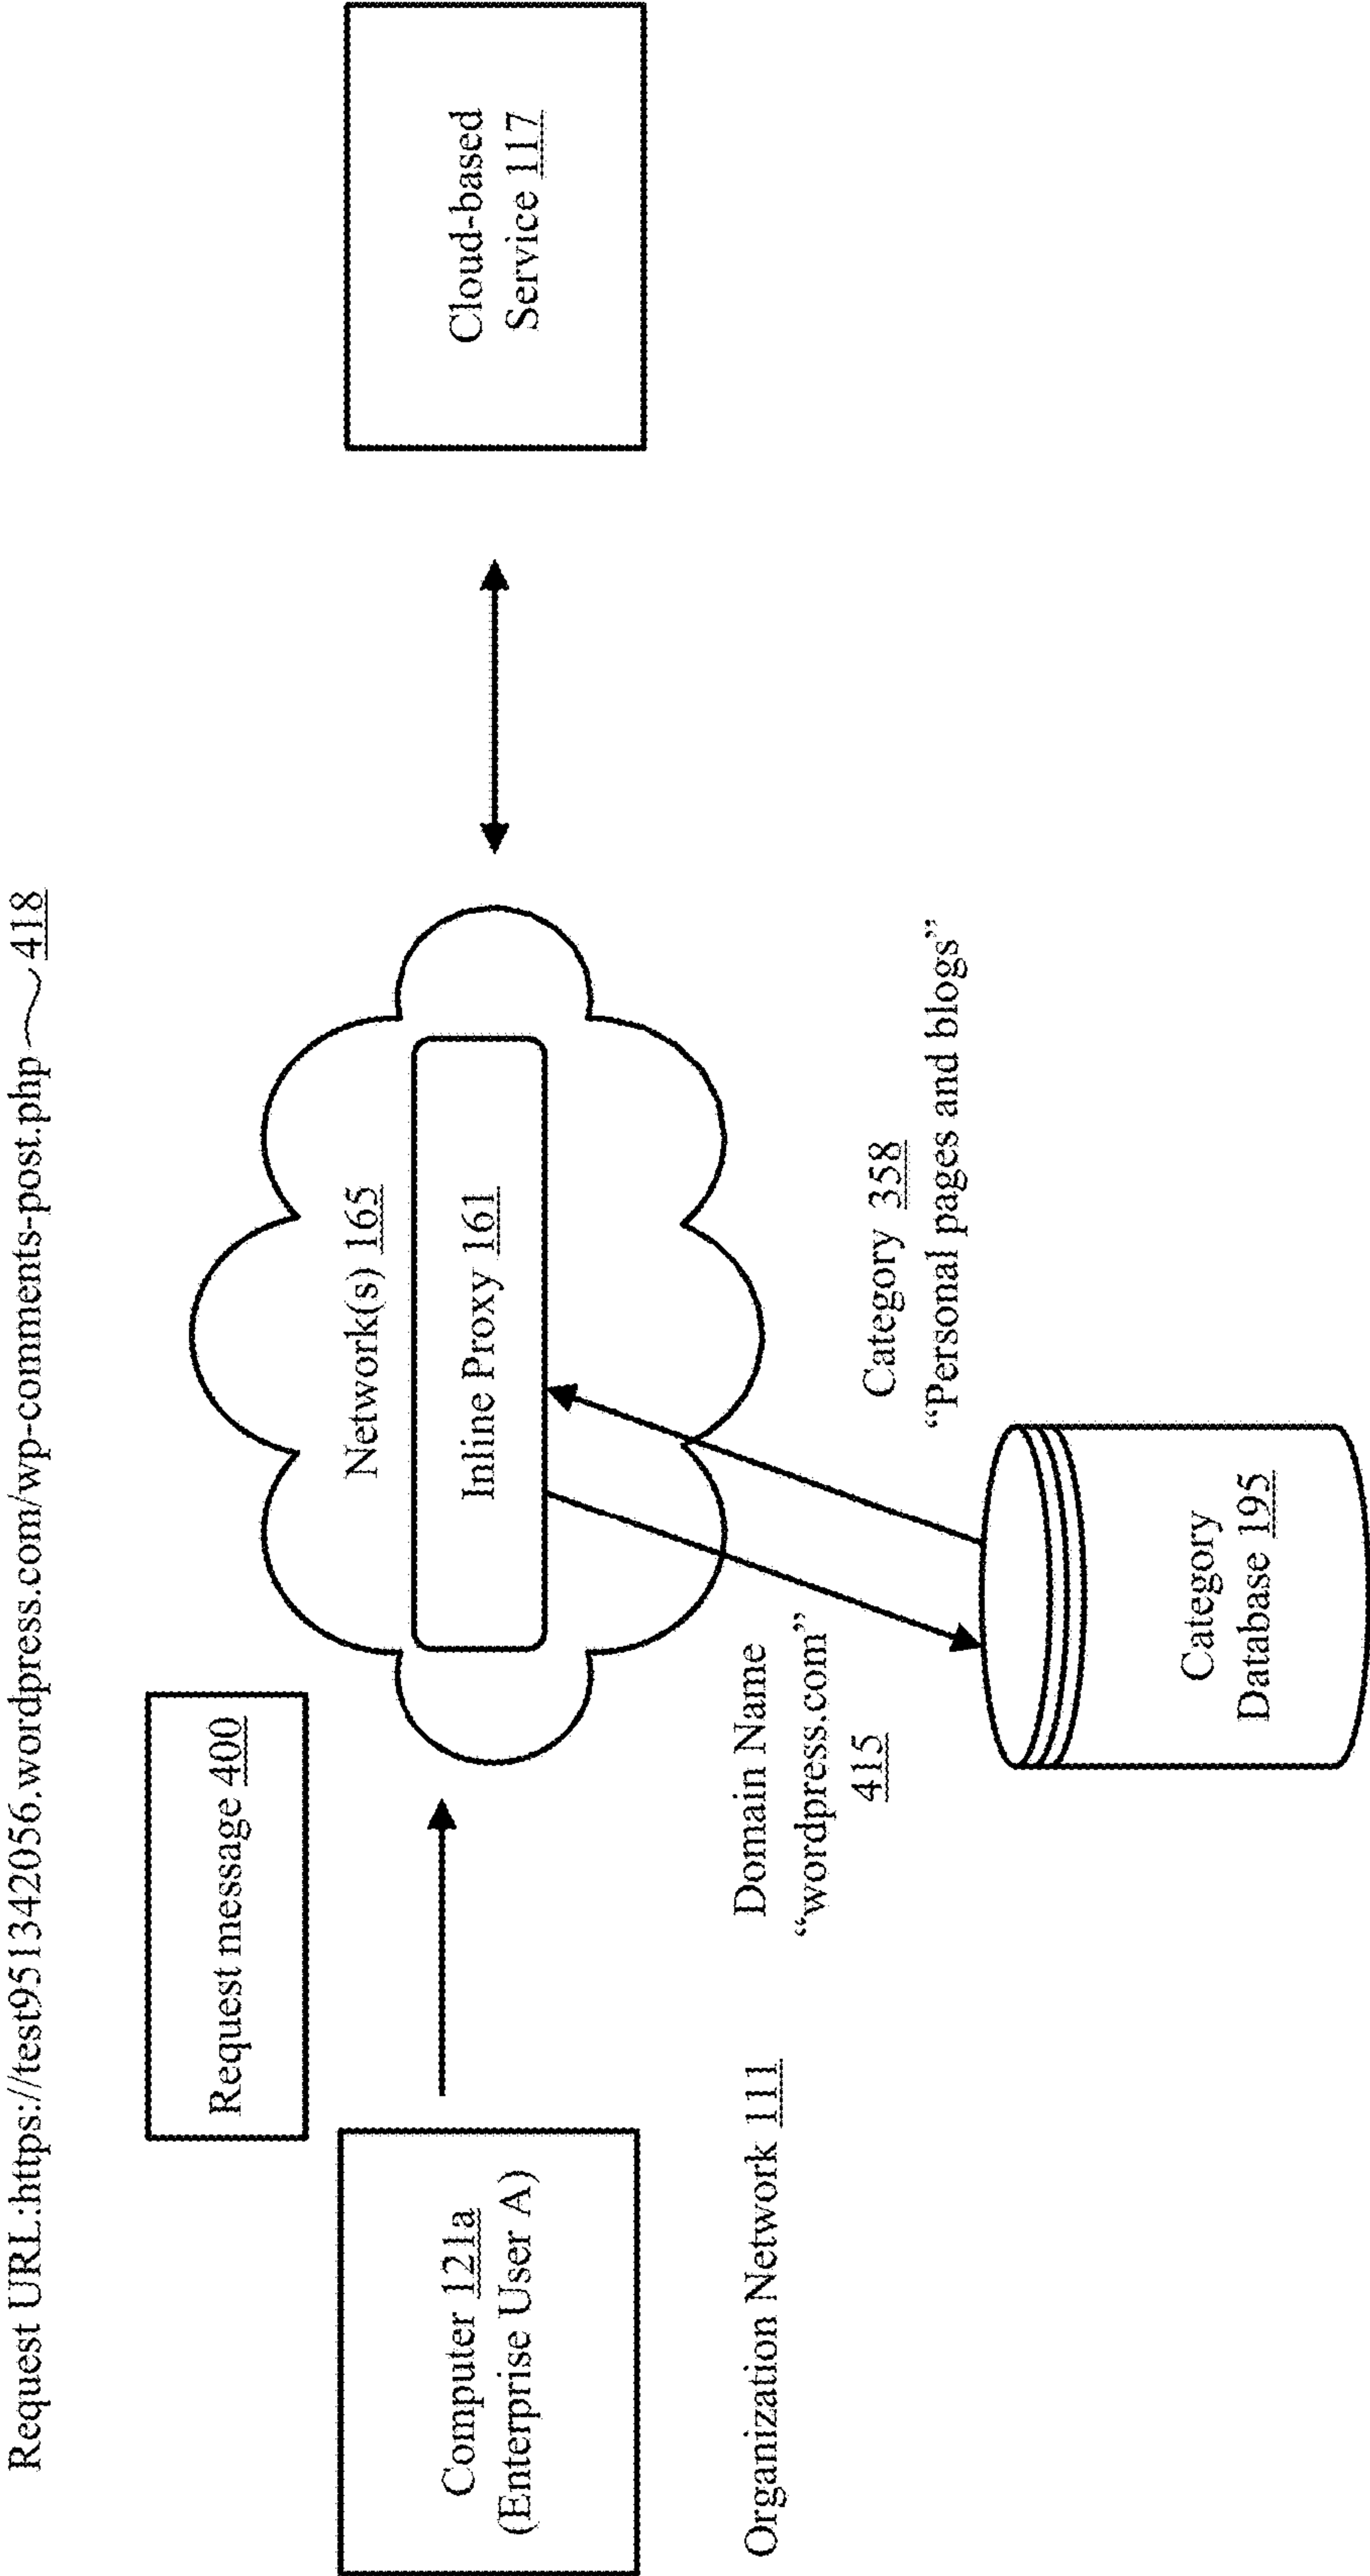 Request URL:https://test951342056.wordpress.com/wp-comments-post.php 418
Request message 400
Computer 121a
(Enterprise User A)
Organization Network 111
Network(s) 165
Inline Proxy 161
Cloud-based
Service 117
Domain Name
“wordpress.com”
415
Category 358
“Personal pages and blogs”
Category
Database 195